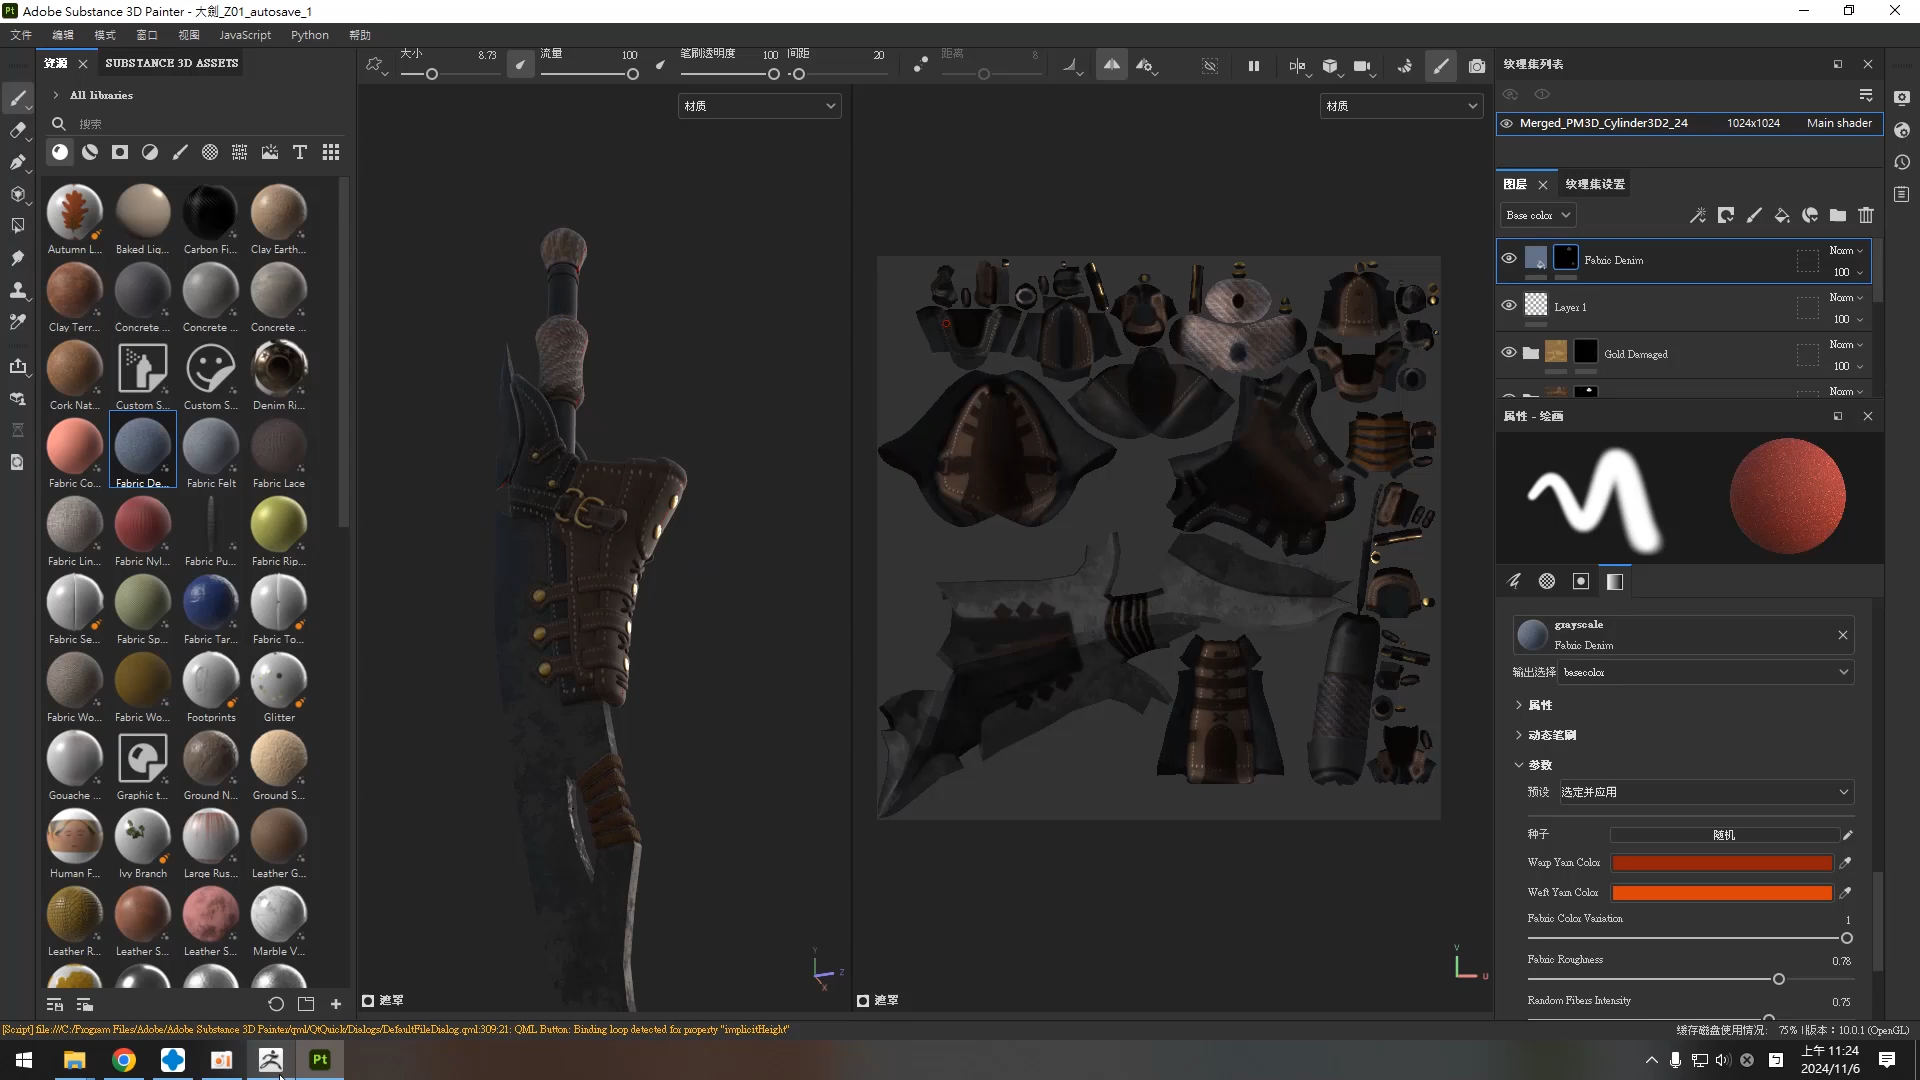 Adobe Substance 3D Painter - 大劍_Z01_autosave_1
文件 编辑 模式 窗口 视图 JavaScript Python 帮助
资源
SUBSTANCE 3D ASSETS
大小 8.73
流量 100
笔刷透明度 100
间距 20
距离 8
All libraries
搜索
材质
材质
Autumn L... Baked Lig... Carbon Fi... Clay Earth...
Clay Terr... Concrete ... Concrete ... Concrete ...
Cork Nat... Custom S... Custom S... Denim Ri...
Fabric Co... Fabric De... Fabric Felt Fabric Lace
Fabric Lin... Fabric Nyl... Fabric Pu... Fabric Rip...
Fabric Se... Fabric Sp... Fabric Tar... Fabric To...
Fabric Wo... Fabric Wo... Footprints Glitter
Gouache ... Graphic t... Ground N... Ground S...
Human F... Ivy Branch Large Rus... Leather G...
Leather R... Leather S... Leather S... Marble V...
Y
Z
X
V
U
遮罩
遮罩
纹理集列表
Merged_PM3D_Cylinder3D2_24 1024x1024 Main shader
图层
纹理集设置
Base color
Fabric Denim Norm 100
Layer 1 Norm 100
Gold Damaged Norm 100
Norm
属性 - 绘画
grayscale
Fabric Denim
输出选择 basecolor
属性
动态笔刷
参数
预设 选定并应用
种子 随机
Warp Yarn Color
Weft Yarn Color
Fabric Color Variation 1
Fabric Roughness 0.78
Random Fibers Intensity 0.75
[Script] file:///C:/Program Files/Adobe/Adobe Substance 3D Painter/qml/QtQuick/Dialogs/DefaultFileDialog.qml:309:21: QML Button: Binding loop detected for property "implicitHeight"
缓存磁盘使用情况: 75% | 版本：10.0.1 (OpenGL)
Pt
上午 11:24
2024/11/6